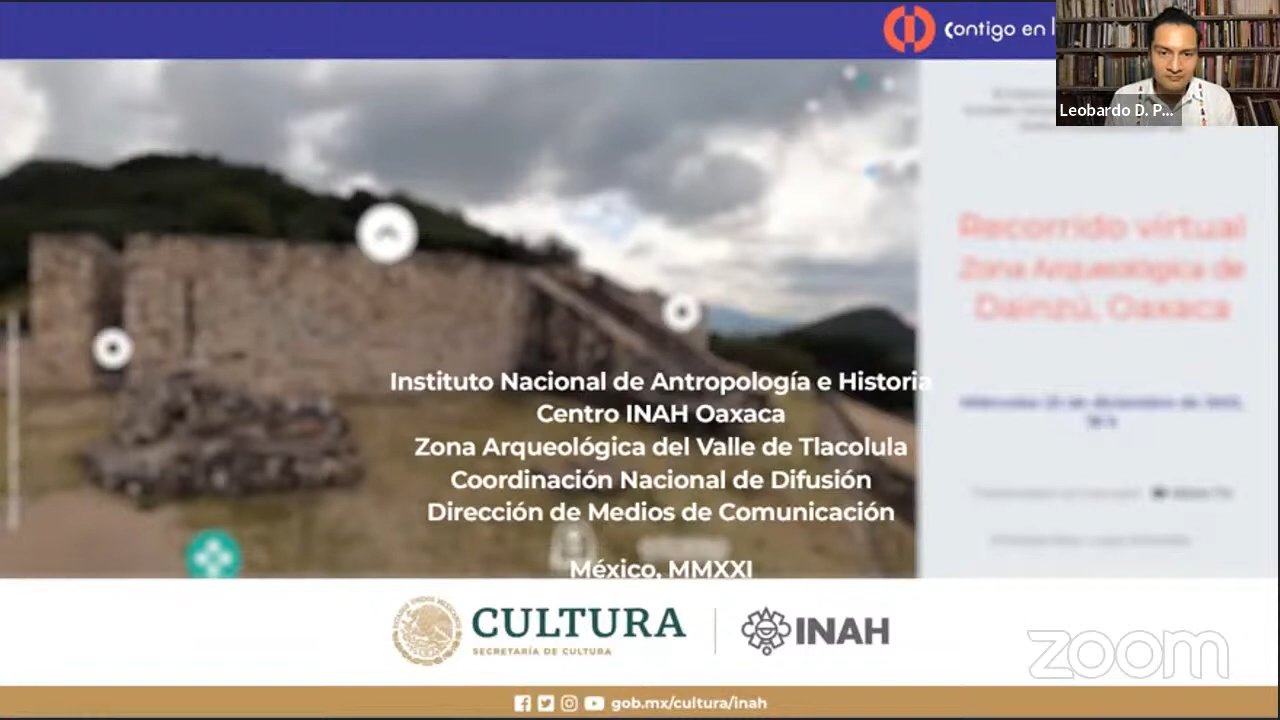 Contigo en l
Leobardo D. P...
Recorrido virtual
Zona Arqueológica de
Dainzú, Oaxaca
Instituto Nacional de Antropología e Historia
Centro INAH Oaxaca
Zona Arqueológica del Valle de Tlacolula
Coordinación Nacional de Difusión
Dirección de Medios de Comunicación
México, MMXXI
CULTURA
SECRETARÍA DE CULTURA
INAH
zoom
gob.mx/cultura/inah